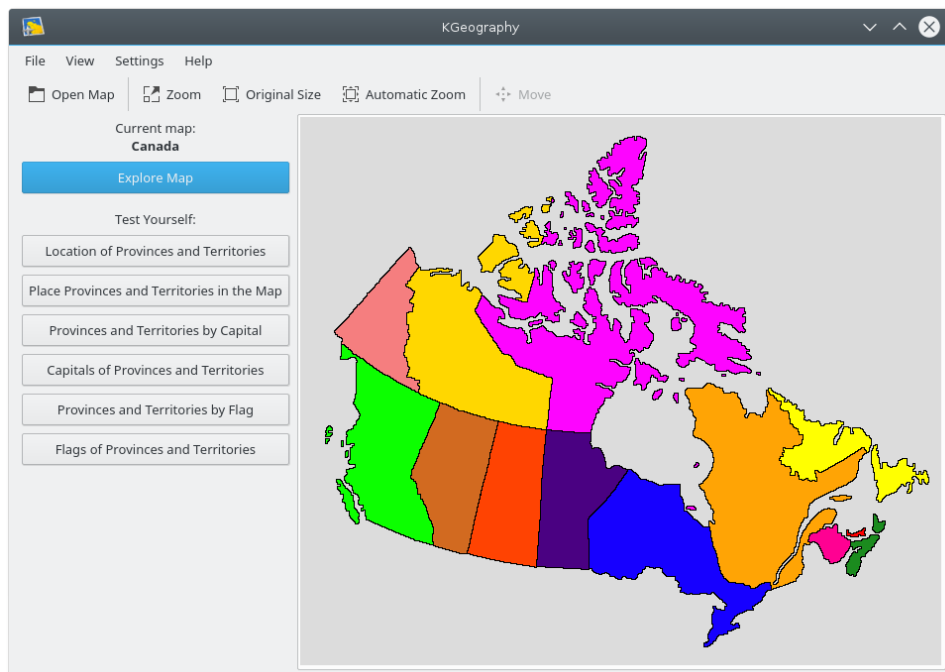 KGeography
File View Settings Help
Open Map Zoom Original Size Automatic Zoom Move
Current map:
Canada
Explore Map
Test Yourself:
Location of Provinces and Territories
Place Provinces and Territories in the Map
Provinces and Territories by Capital
Capitals of Provinces and Territories
Provinces and Territories by Flag
Flags of Provinces and Territories